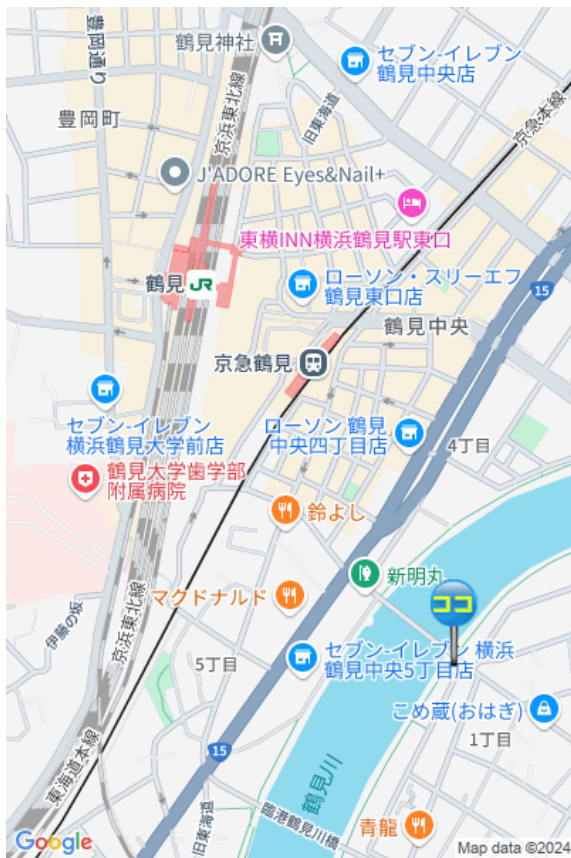 豊岡通り
鶴見神社
セブン-イレブン
鶴見中央店
京浜東北線
豊岡町
旧東海道
京急本線
J'ADORE Eyes&Nail+
東横INN横浜鶴見駅東口
鶴見
JR
ローソン・スリーエフ
鶴見東口店
15
鶴見中央
京急鶴見
セブン-イレブン
横浜鶴見大学前店
ローソン 鶴見
中央四丁目店
4丁目
鶴見大学歯学部
附属病院
鈴よし
新明丸
マクドナルド
ココ
伊藤の坂
京浜東北線
5丁目
セブン-イレブン 横浜
鶴見中央5丁目店
こめ蔵(おはぎ)
1丁目
東海道本線
15
鶴見川
旧東海道
臨港鶴見川橋
青龍
Google
Map data ©2024